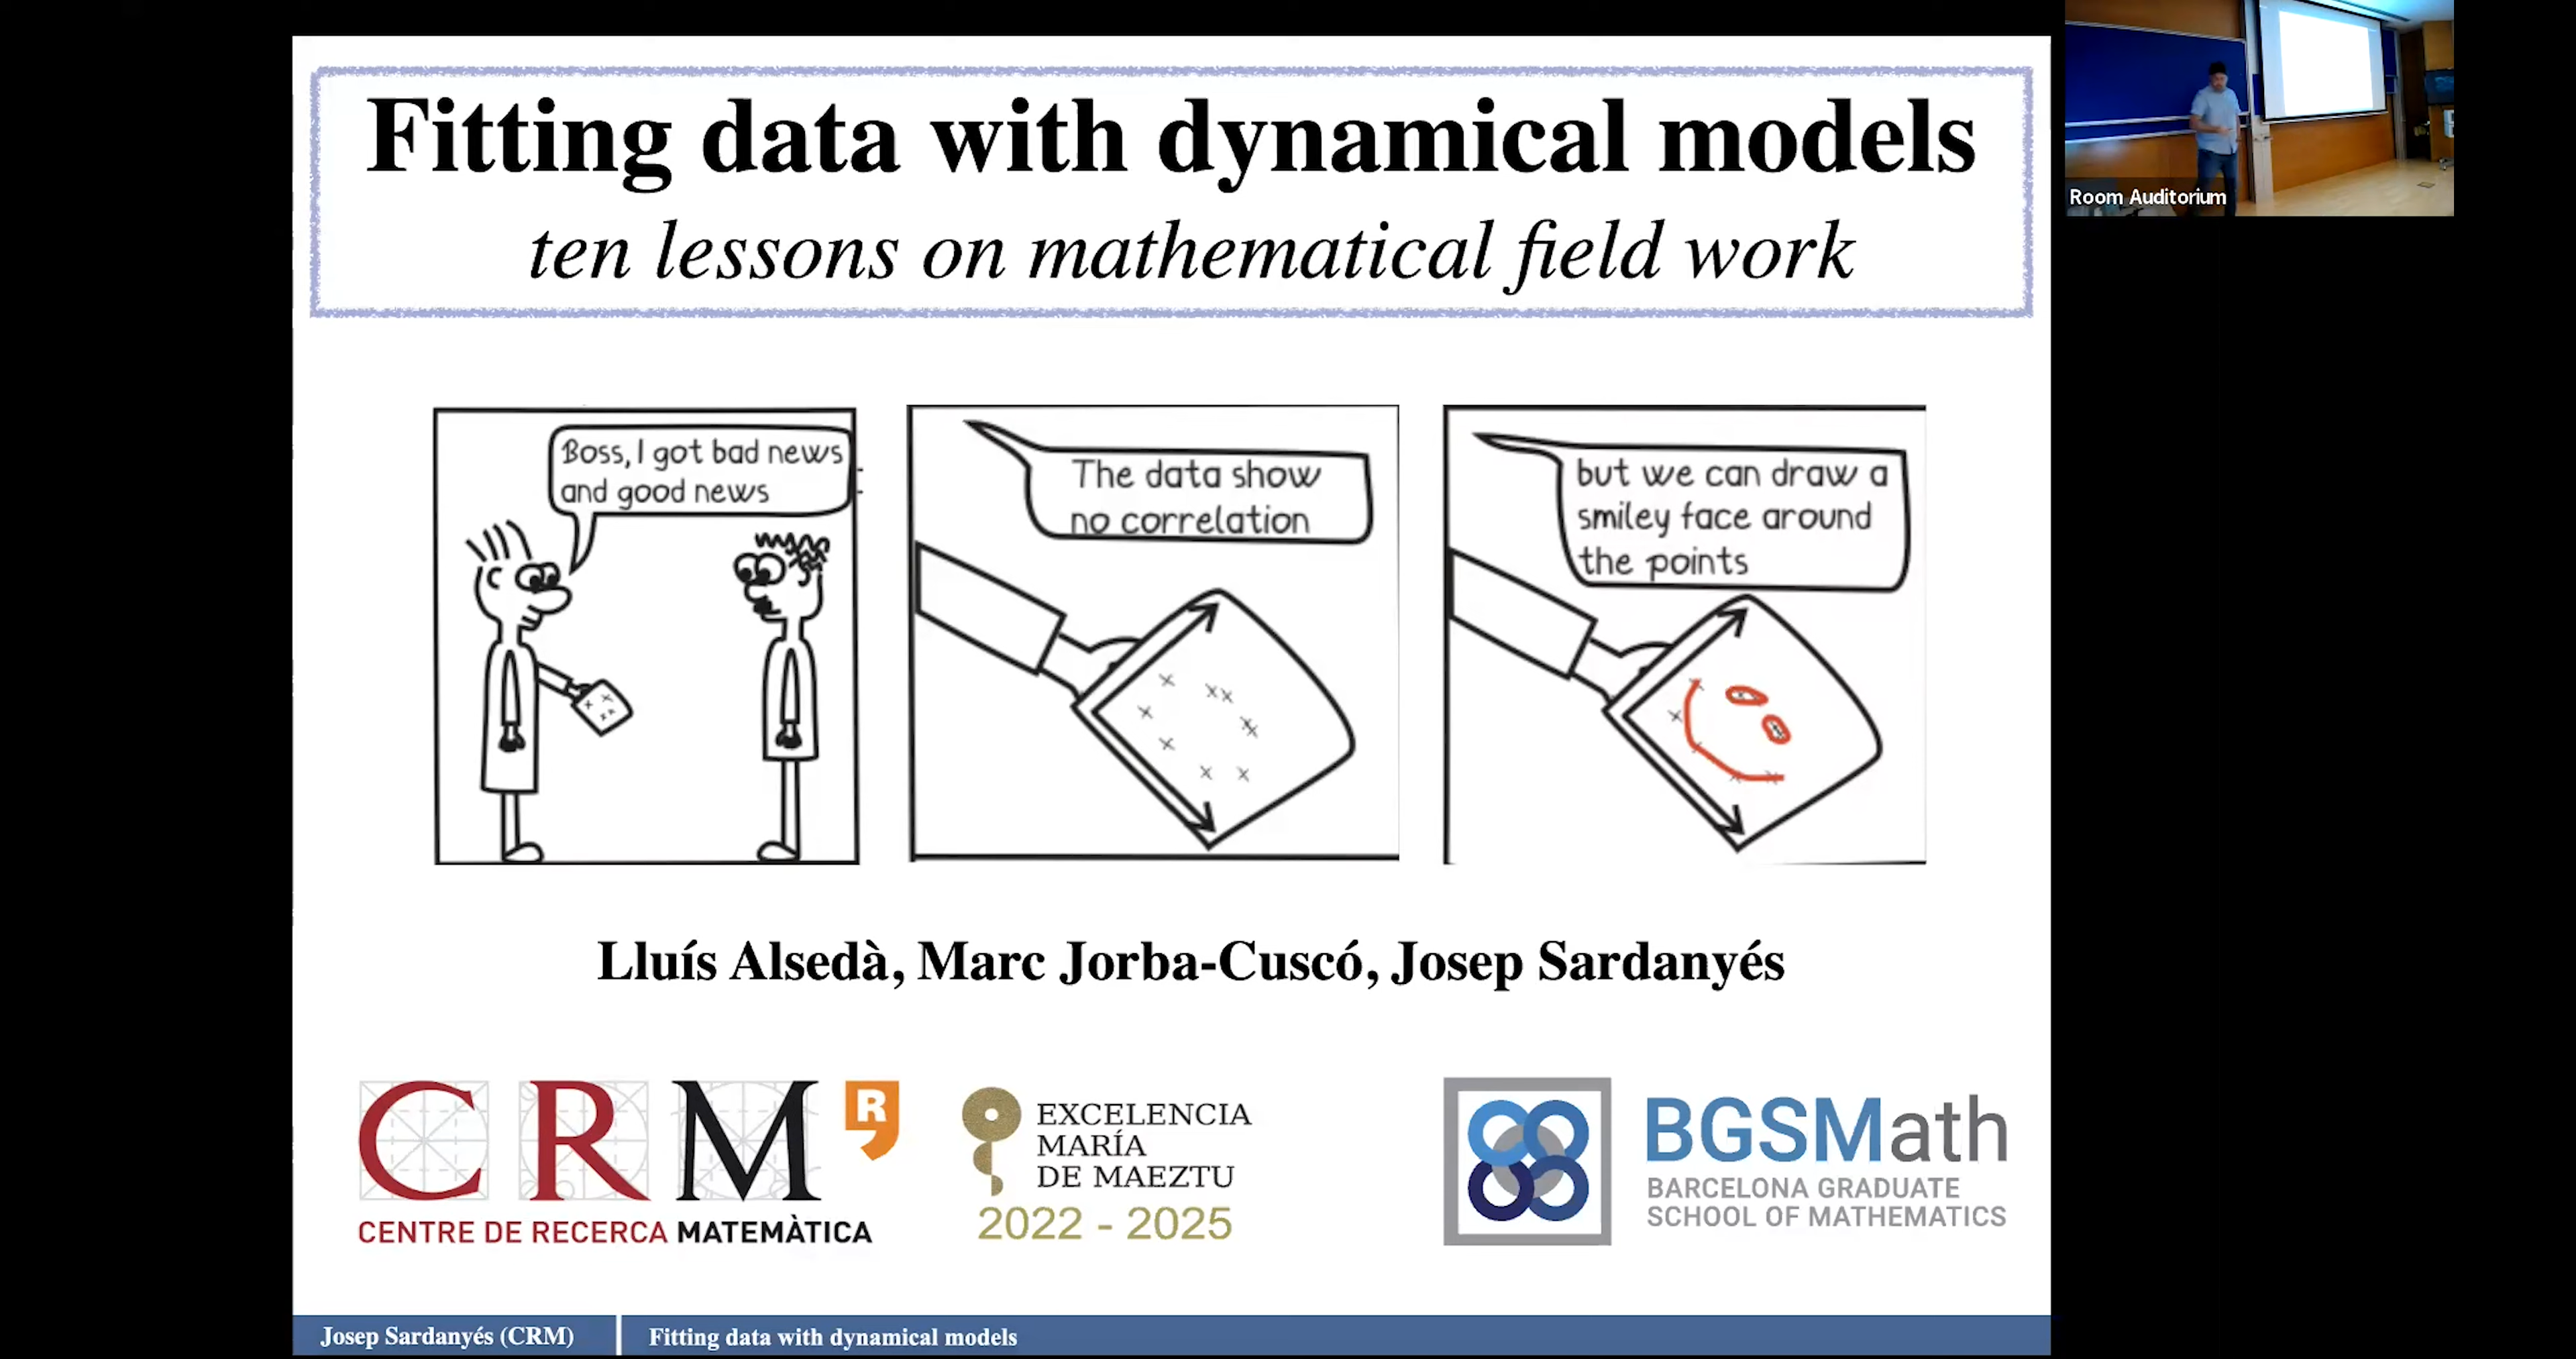 Fitting data with dynamical models
ten lessons on mathematical field work
Room Auditorium
Boss, I got bad news
and good news
The data show
no correlation
but we can draw a
smiley face around
the points
Lluís Alsedà, Marc Jorba-Cuscó, Josep Sardanyés
CRM R
CENTRE DE RECERCA MATEMÀTICA
EXCELENCIA
MARÍA
DE MAEZTU
2022 - 2025
BGSMath
BARCELONA GRADUATE
SCHOOL OF MATHEMATICS
Josep Sardanyés (CRM)
Fitting data with dynamical models